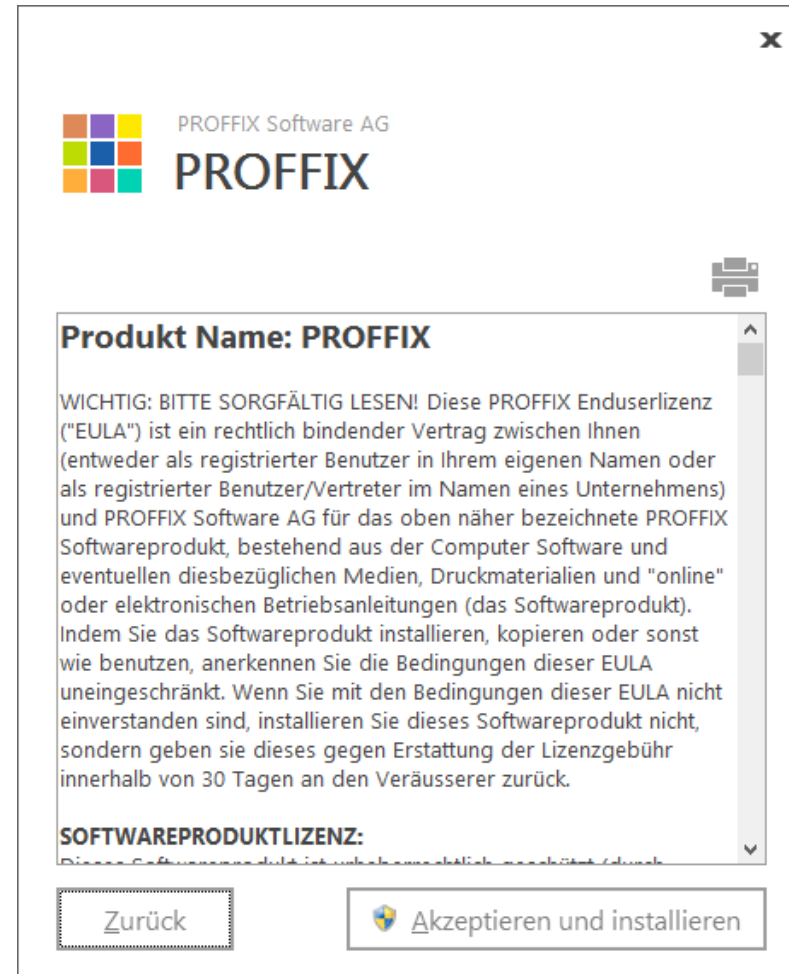 PROFFIX Software AG
PROFFIX
Produkt Name: PROFFIX
WICHTIG: BITTE SORGFÄLTIG LESEN! Diese PROFFIX Enduserlizenz
("EULA") ist ein rechtlich bindender Vertrag zwischen Ihnen
(entweder als registrierter Benutzer in Ihrem eigenen Namen oder
als registrierter Benutzer/Vertreter im Namen eines Unternehmens)
und PROFFIX Software AG für das oben näher bezeichnete PROFFIX
Softwareprodukt, bestehend aus der Computer Software und
eventuellen diesbezüglichen Medien, Druckmaterialien und "online"
oder elektronischen Betriebsanleitungen (das Softwareprodukt).
Indem Sie das Softwareprodukt installieren, kopieren oder sonst
wie benutzen, anerkennen Sie die Bedingungen dieser EULA
uneingeschränkt. Wenn Sie mit den Bedingungen dieser EULA nicht
einverstanden sind, installieren Sie dieses Softwareprodukt nicht,
sondern geben sie dieses gegen Erstattung der Lizenzgebühr
innerhalb von 30 Tagen an den Veräusserer zurück.
SOFTWAREPRODUKTLIZENZ:
Dieses Softwareprodukt ist urheberrechtlich geschützt (durch
Zurück
Akzeptieren und installieren